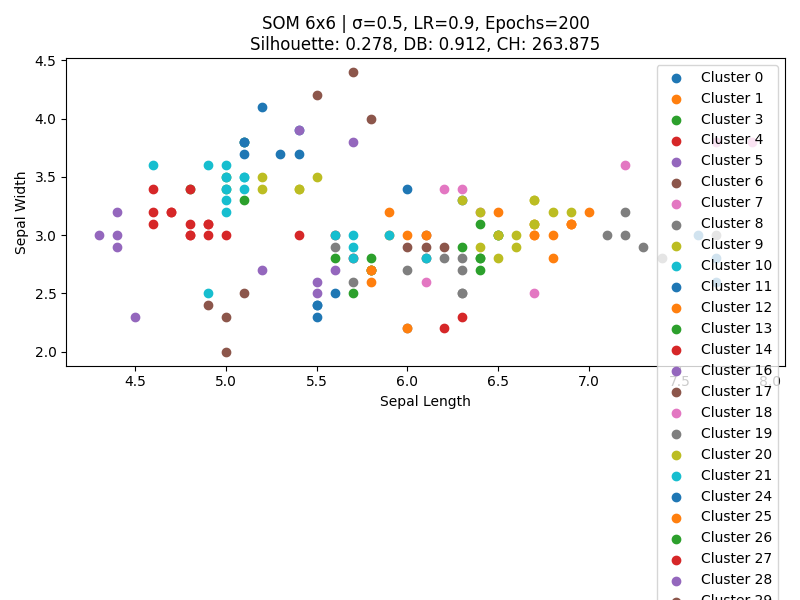 SOM 6x6 | σ=0.5, LR=0.9, Epochs=200
Silhouette: 0.278, DB: 0.912, CH: 263.875
Sepal Width
4.5
4.0
3.5
3.0
2.5
2.0
4.5 5.0 5.5 6.0 6.5 7.0 7.5 8.0
Sepal Length
Cluster 0
Cluster 1
Cluster 3
Cluster 4
Cluster 5
Cluster 6
Cluster 7
Cluster 8
Cluster 9
Cluster 10
Cluster 11
Cluster 12
Cluster 13
Cluster 14
Cluster 16
Cluster 17
Cluster 18
Cluster 19
Cluster 20
Cluster 21
Cluster 24
Cluster 25
Cluster 26
Cluster 27
Cluster 28
Cluster 29